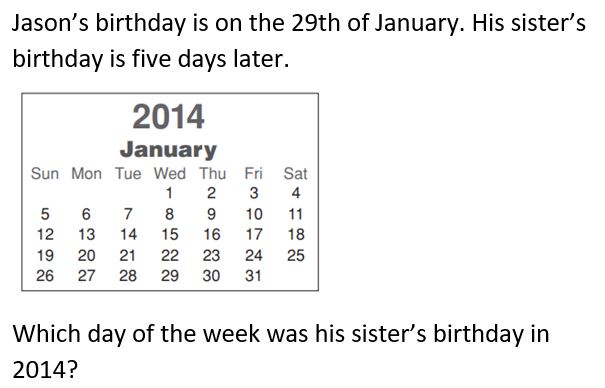 Jason’s birthday is on the 29th of January. His sister’s
birthday is five days later.
2014
January
Sun Mon Tue Wed Thu Fri Sat
1 2 3 4
5 6 7 8 9 10 11
12 13 14 15 16 17 18
19 20 21 22 23 24 25
26 27 28 29 30 31
Which day of the week was his sister’s birthday in
2014?